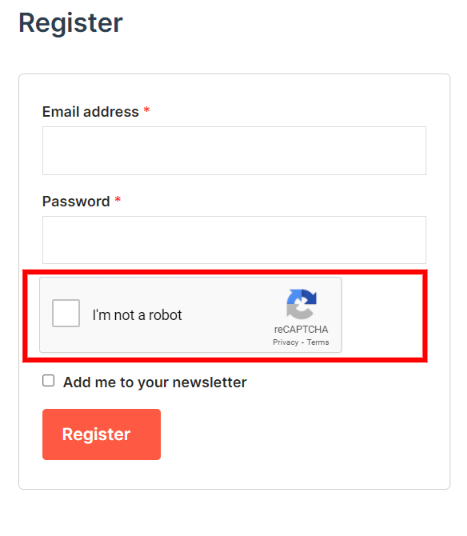 Register
Email address *
Password *
I'm not a robot
reCAPTCHA
Privacy - Terms
Add me to your newsletter
Register